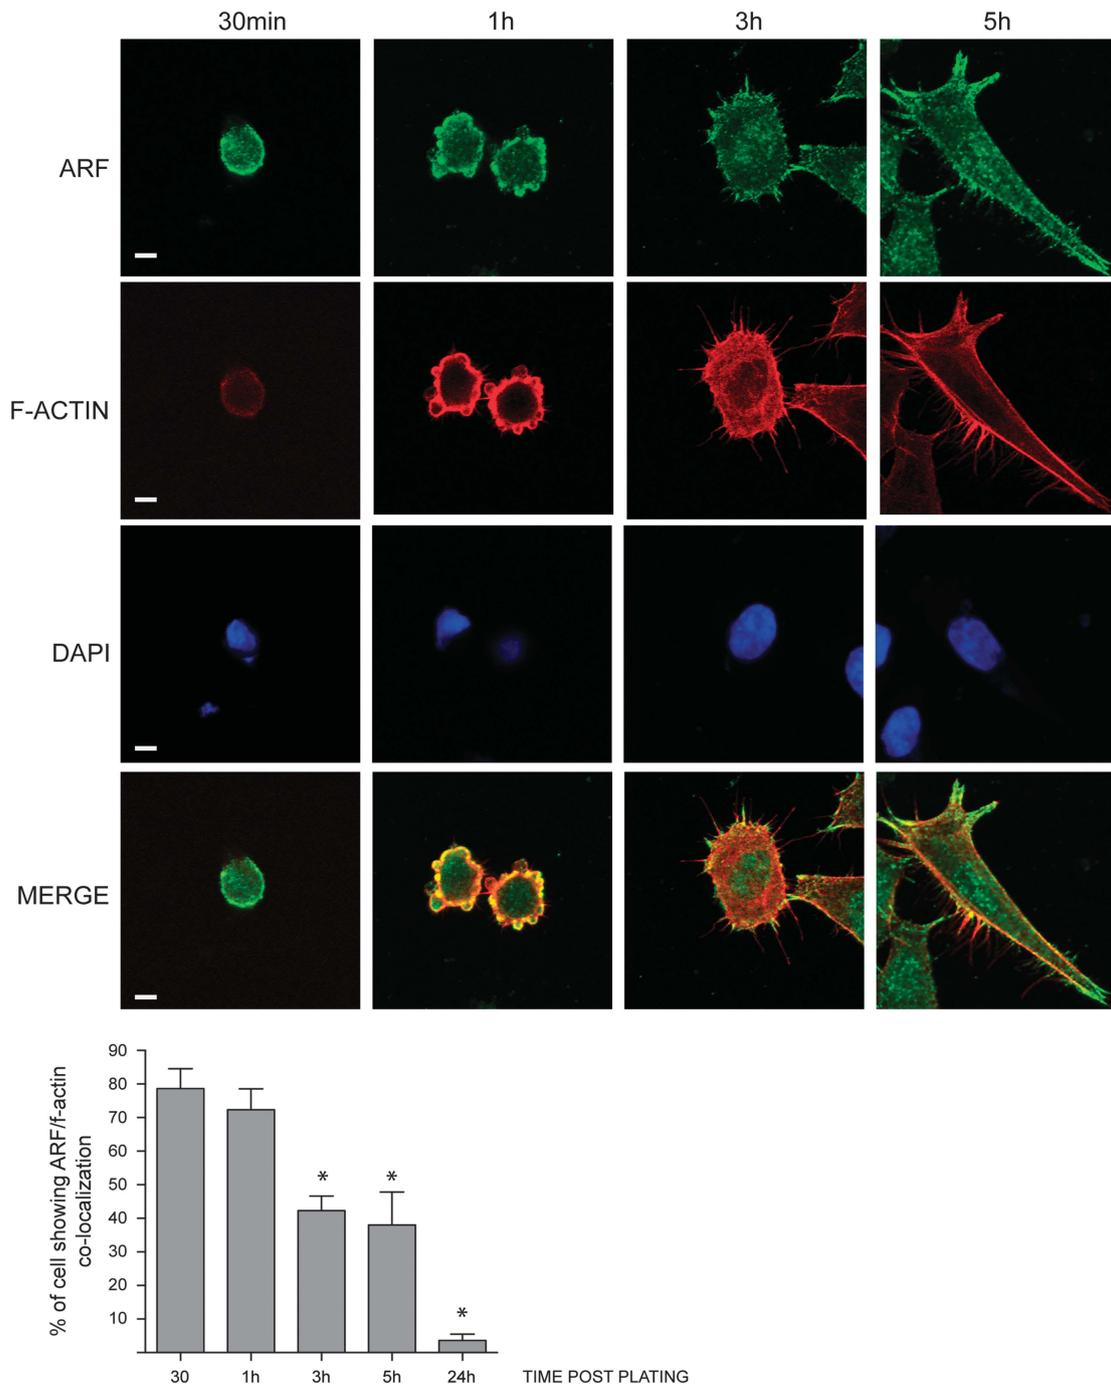 30min 1h 3h 5h
ARF
F-ACTIN
DAPI
MERGE
% of cell showing ARF/f-actin
co-localization
90
80
70
60
50
40
30
20
10
* * *
30 1h 3h 5h 24h TIME POST PLATING